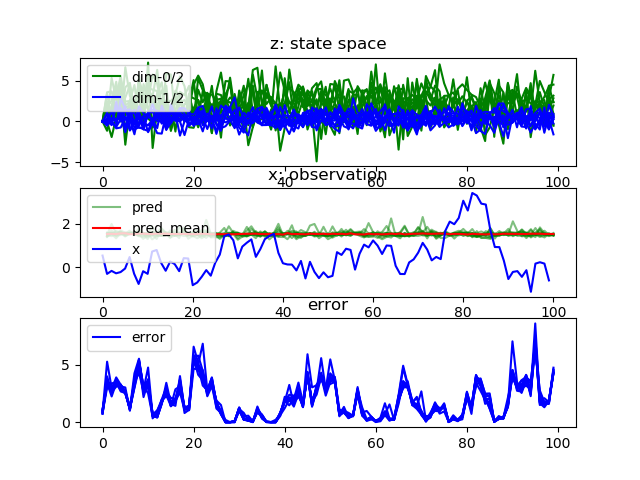 z: state space
5
0
−5
dim-0/2
dim-1/2
0 20 40 60 80 100
x: observation
2
0
pred
pred_mean
x
0 20 40 60 80 100
error
5
0
error
0 20 40 60 80 100